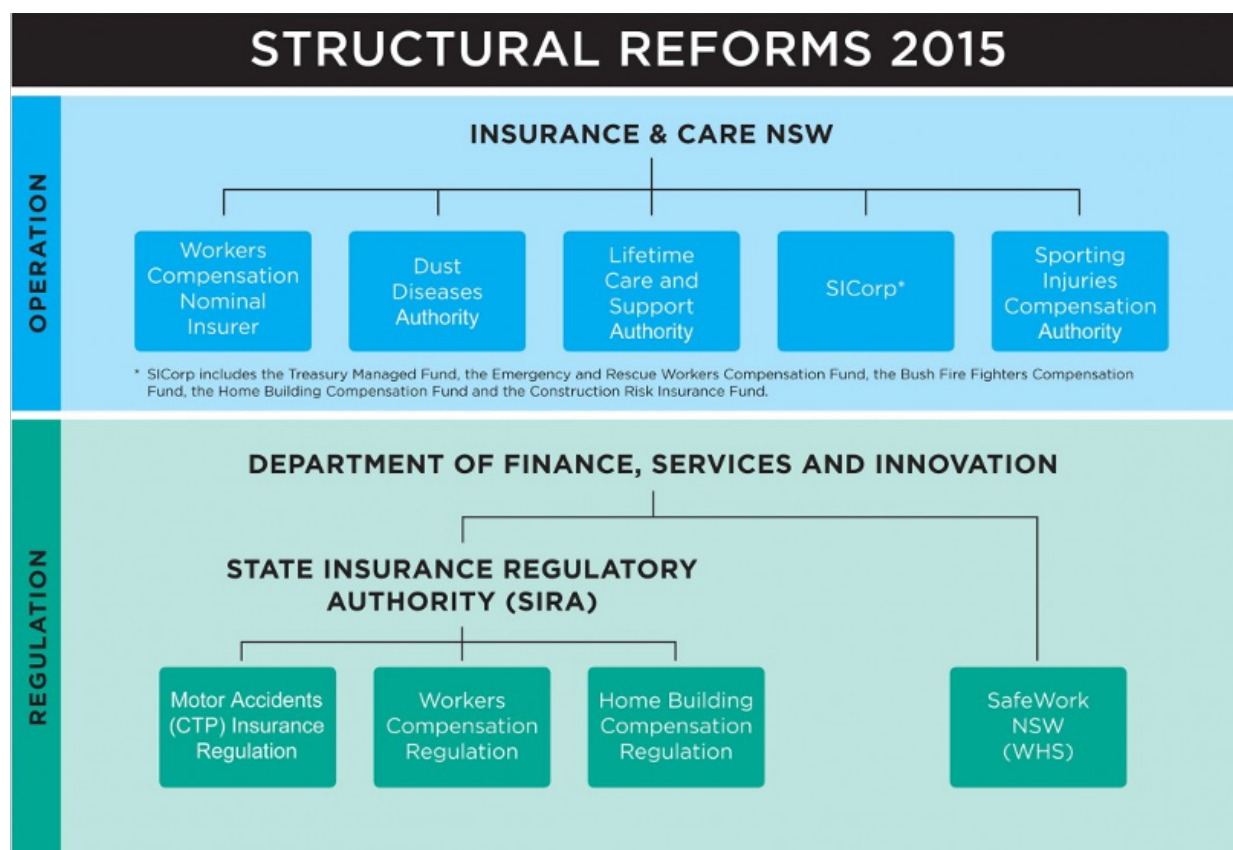 STRUCTURAL REFORMS 2015
OPERATION
INSURANCE & CARE NSW
Workers
Compensation
Nominal
Insurer
Dust
Diseases
Authority
Lifetime
Care and
Support
Authority
SICorp*
Sporting
Injuries
Compensation
Authority
* SICorp includes the Treasury Managed Fund, the Emergency and Rescue Workers Compensation Fund, the Bush Fire Fighters Compensation
Fund, the Home Building Compensation Fund and the Construction Risk Insurance Fund.
REGULATION
DEPARTMENT OF FINANCE, SERVICES AND INNOVATION
STATE INSURANCE REGULATORY
AUTHORITY (SIRA)
Motor Accidents
(CTP) Insurance
Regulation
Workers
Compensation
Regulation
Home Building
Compensation
Regulation
SafeWork
NSW
(WHS)